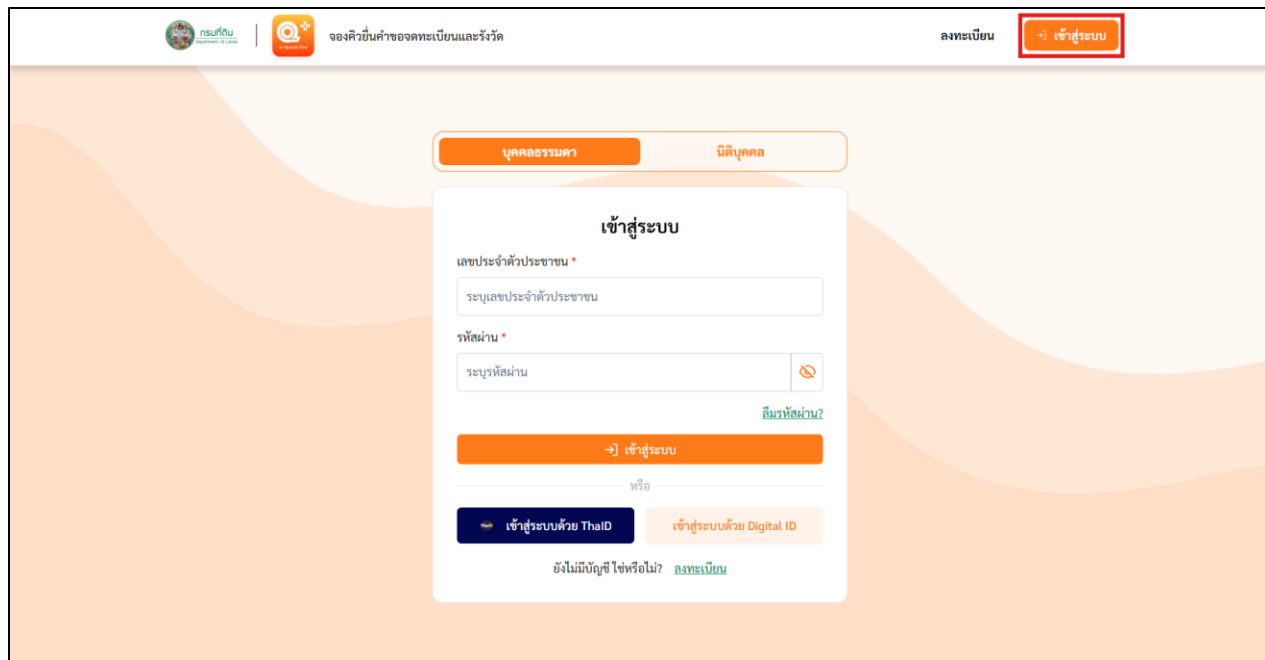 กรมที่ดิน
Department of Lands
จองคิวยื่นคำขอจดทะเบียนและรังวัด
ลงทะเบียน
เข้าสู่ระบบ
บุคคลธรรมดา
นิติบุคคล
เข้าสู่ระบบ
เลขประจำตัวประชาชน *
ระบุเลขประจำตัวประชาชน
รหัสผ่าน *
ระบุรหัสผ่าน
ลืมรหัสผ่าน?
เข้าสู่ระบบ
หรือ
เข้าสู่ระบบด้วย ThaID
เข้าสู่ระบบด้วย Digital ID
ยังไม่มีบัญชี ใช่หรือไม่? ลงทะเบียน